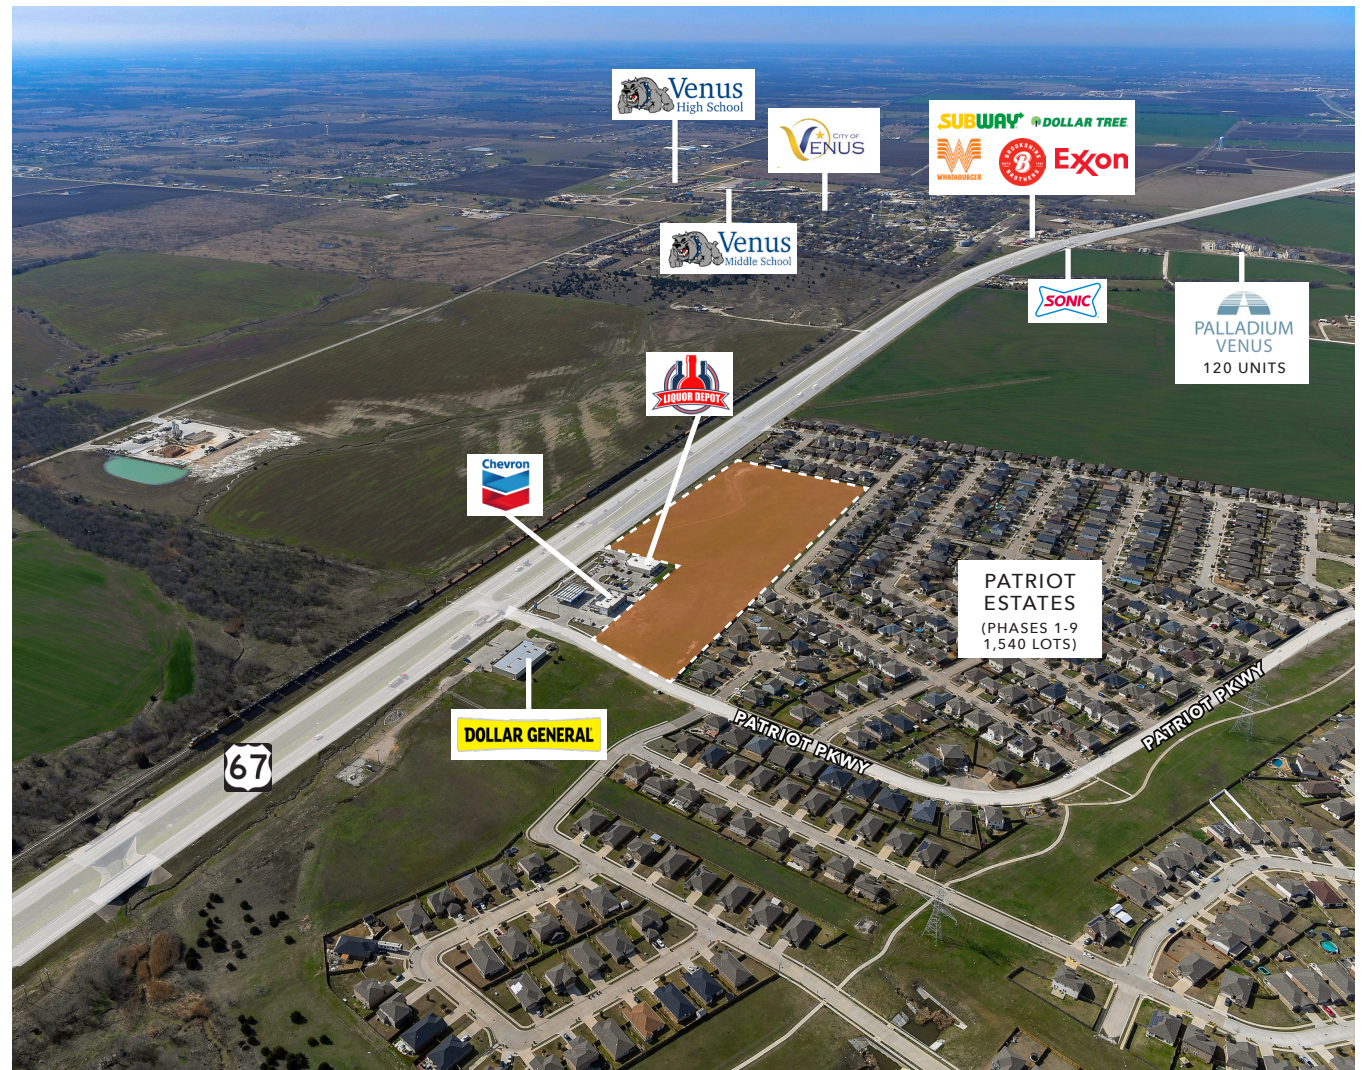 Venus
High School
CITY OF
VENUS
SUBWAY
DOLLAR TREE
WHATABURGER
BROOKSHIRE
B
BROTHERS
Exxon
Venus
Middle School
SONIC
PALLADIUM
VENUS
120 UNITS
LIQUOR DEPOT
Chevron
PATRIOT
ESTATES
(PHASES 1-9
1,540 LOTS)
PATRIOT PKWY
PATRIOT PKWY
DOLLAR GENERAL
67